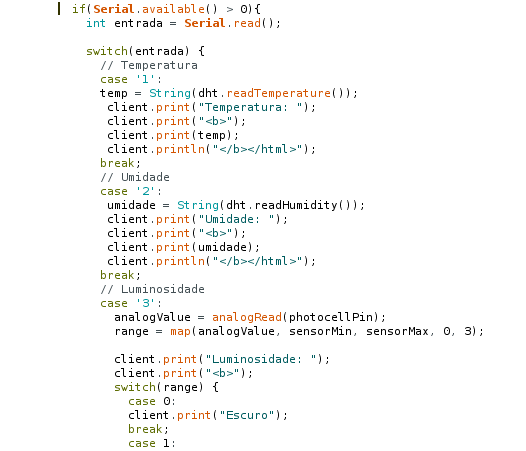 if(Serial.available() > 0){
int entrada = Serial.read();
switch(entrada) {
// Temperatura
case '1':
temp = String(dht.readTemperature());
client.print("Temperatura: ");
client.print("<b>");
client.print(temp);
client.println("</b></html>");
break;
// Umidade
case '2':
umidade = String(dht.readHumidity());
client.print("Umidade: ");
client.print("<b>");
client.print(umidade);
client.println("</b></html>");
break;
// Luminosidade
case '3':
analogValue = analogRead(photocellPin);
range = map(analogValue, sensorMin, sensorMax, 0, 3);
client.print("Luminosidade: ");
client.print("<b>");
switch(range) {
case 0:
client.print("Escuro");
break;
case 1: